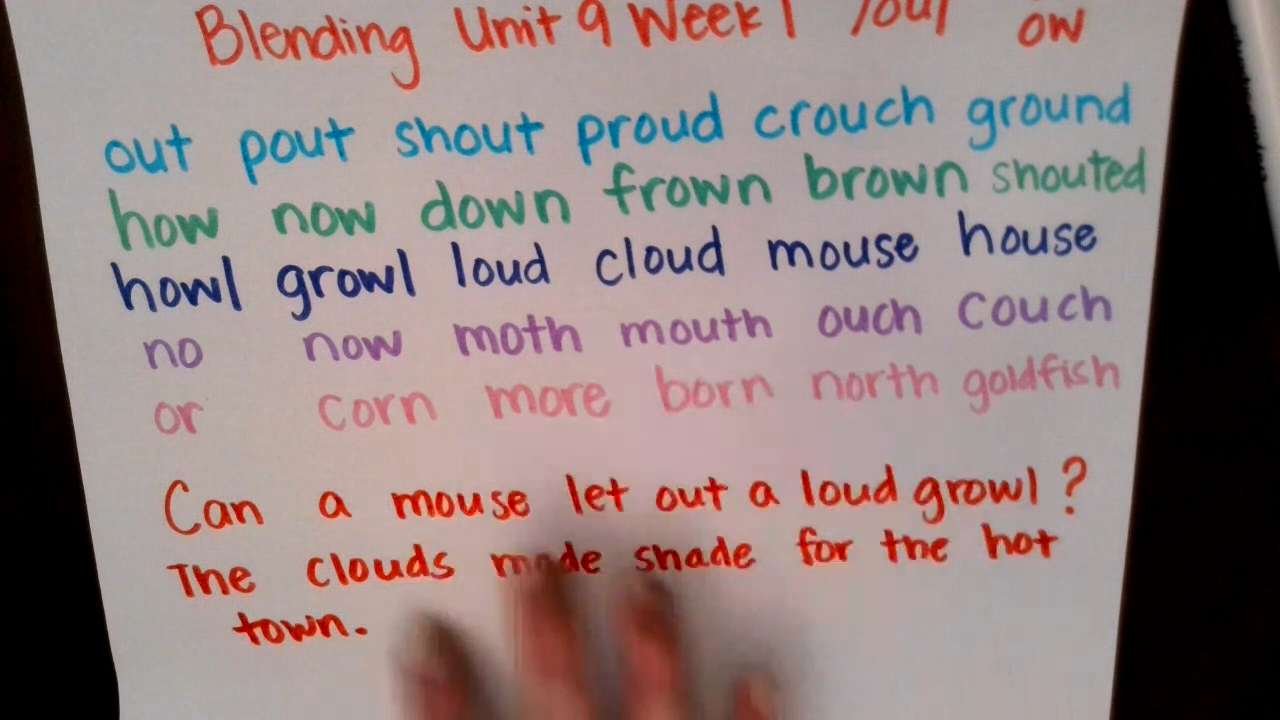 Blending Unit 9 Week 1 /ou/ ow
out pout shout proud crouch ground
how now down frown brown shouted
howl growl loud cloud mouse house
no now moth mouth ouch couch
or corn more born north goldfish
Can a mouse let out a loud growl?
The clouds made shade for the hot
town.